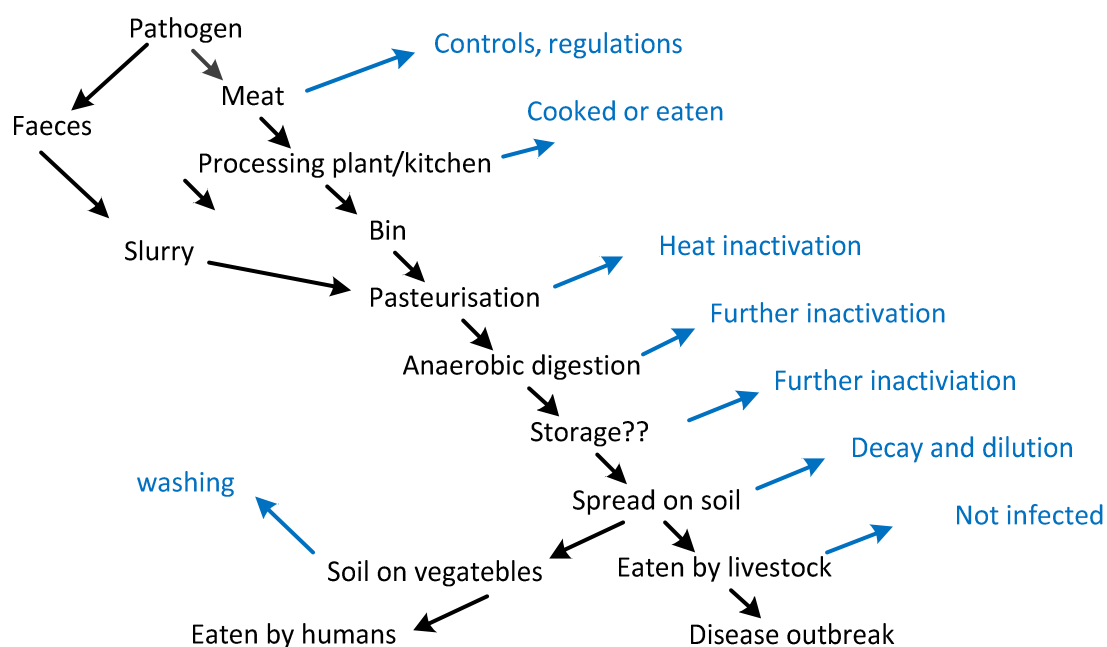 Pathogen
Controls, regulations
Meat
Cooked or eaten
Faeces
Processing plant/kitchen
Bin
Slurry
Heat inactivation
Pasteurisation
Further inactivation
Anaerobic digestion
Further inactiviation
Storage??
Decay and dilution
washing
Spread on soil
Not infected
Soil on vegatebles
Eaten by livestock
Eaten by humans
Disease outbreak